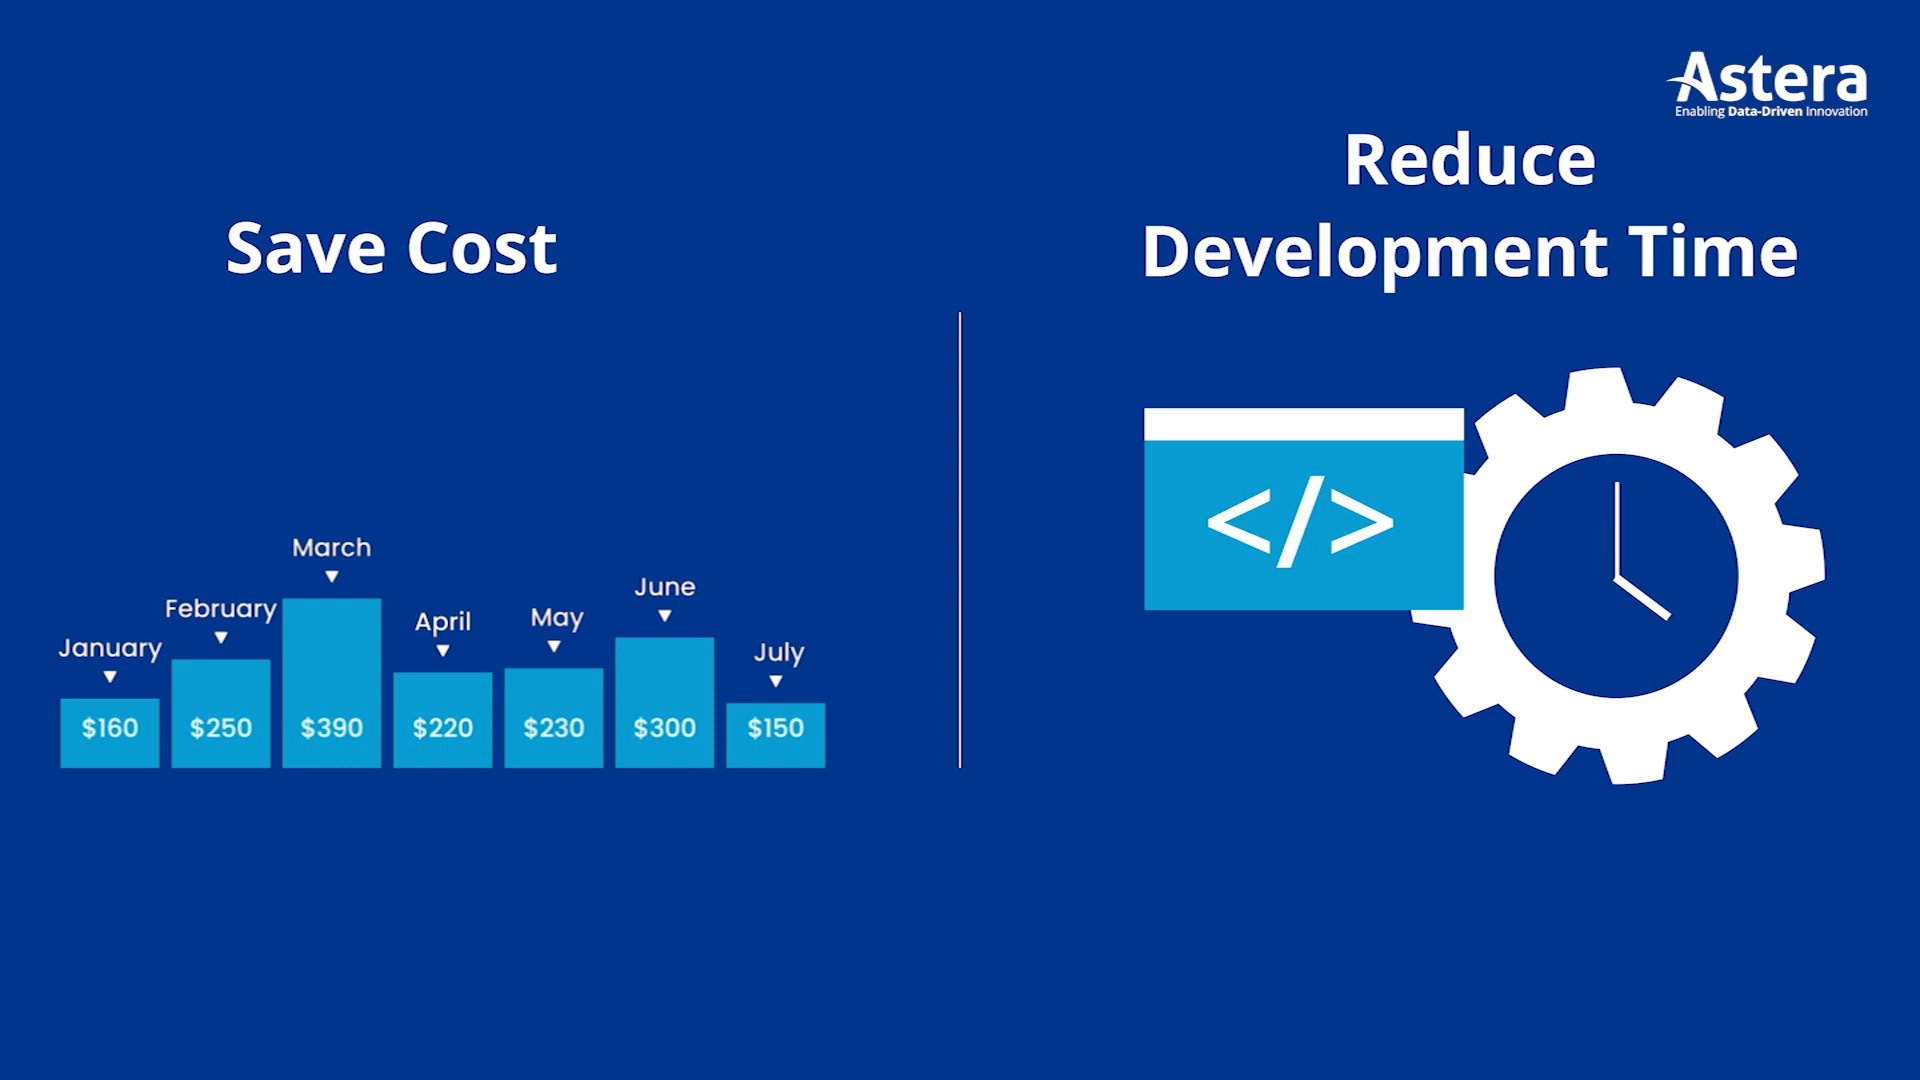 Astera
Enabling Data-Driven Innovation
Save Cost
Reduce
Development Time
January
February
March
April
May
June
July
$160
$250
$390
$220
$230
$300
$150
</>